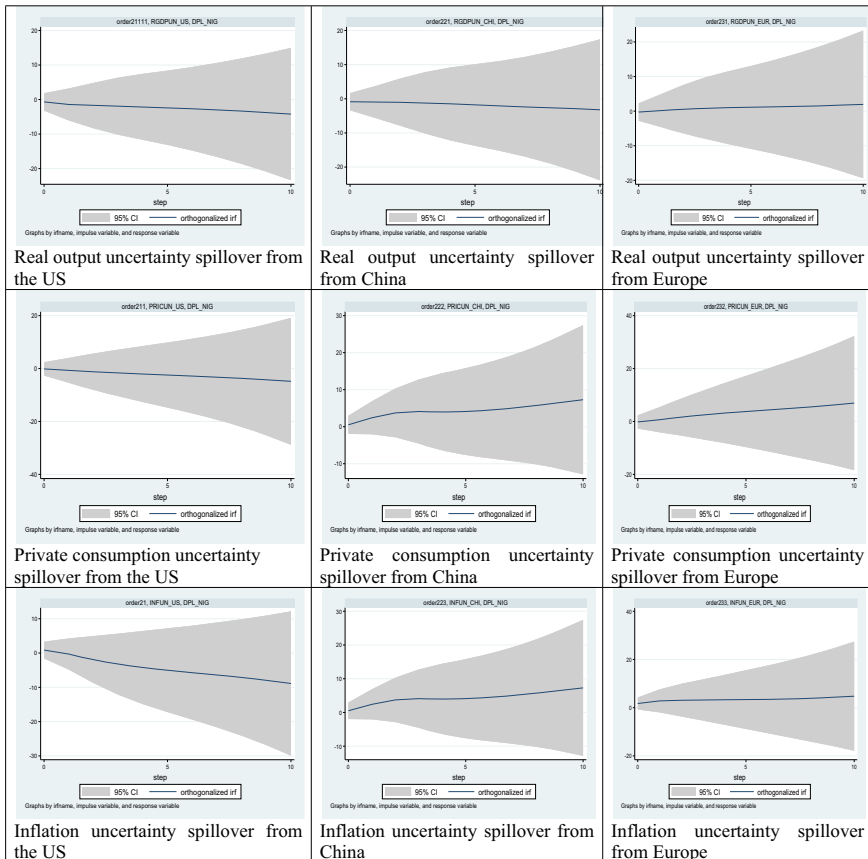 order21111, RGDPUN_US, DPL_NIG
20
10
0
-10
-20
0
5
10
step
95% CI
orthogonalized irf
Graphs by irfname, impulse variable, and response variable
Real output uncertainty spillover from
the US
order221, RGDPUN_CHI, DPL_NIG
20
10
0
-10
-20
0
5
10
step
95% CI
orthogonalized irf
Graphs by irfname, impulse variable, and response variable
Real output uncertainty spillover
from China
order231, RGDPUN_EUR, DPL_NIG
20
10
0
-10
-20
0
5
10
step
95% CI
orthogonalized irf
Graphs by irfname, impulse variable, and response variable
Real output uncertainty spillover
from Europe
order211, PRICUN_US, DPL_NIG
20
0
-20
-40
0
5
10
step
95% CI
orthogonalized irf
Graphs by irfname, impulse variable, and response variable
Private consumption uncertainty
spillover from the US
order222, PRICUN_CHI, DPL_NIG
30
20
10
0
-10
0
5
10
step
95% CI
orthogonalized irf
Graphs by irfname, impulse variable, and response variable
Private consumption uncertainty
spillover from China
order232, PRICUN_EUR, DPL_NIG
40
20
0
-20
0
5
10
step
95% CI
orthogonalized irf
Graphs by irfname, impulse variable, and response variable
Private consumption uncertainty
spillover from Europe
order21, INFUN_US, DPL_NIG
10
0
-10
-20
-30
0
5
10
step
95% CI
orthogonalized irf
Graphs by irfname, impulse variable, and response variable
Inflation uncertainty spillover from
the US
order223, INFUN_CHI, DPL_NIG
30
20
10
0
-10
0
5
10
step
95% CI
orthogonalized irf
Graphs by irfname, impulse variable, and response variable
Inflation uncertainty spillover from
China
order233, INFUN_EUR, DPL_NIG
40
20
0
-20
0
5
10
step
95% CI
orthogonalized irf
Graphs by irfname, impulse variable, and response variable
Inflation uncertainty spillover
from Europe